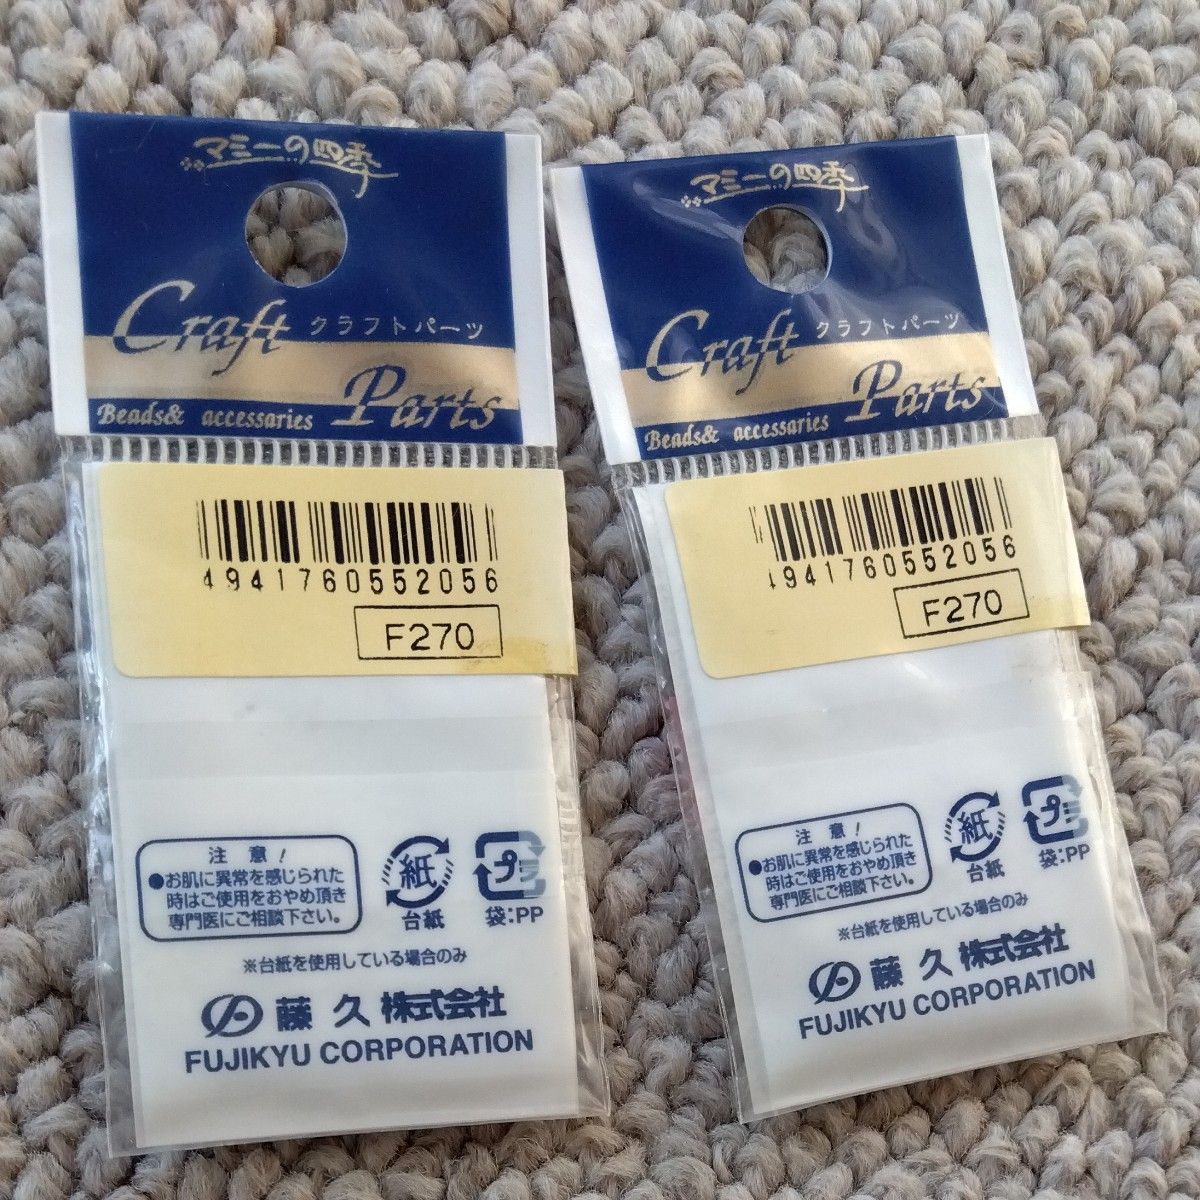 マミーの四季
Craft クラフトパーツ
Parts
Beads& accessaries
4941760552056
F270
注意!
●お肌に異常を感じられた
時はご使用をおやめ頂き
専門医にご相談下さい。
紙
台紙
プラ
袋:PP
※台紙を使用している場合のみ
藤久株式会社
FUJIKYU CORPORATION
マミーの四季
Craft クラフトパーツ
Parts
Beads& accessaries
4941760552056
F270
注意!
●お肌に異常を感じられた
時はご使用をおやめ頂き
専門医にご相談下さい。
紙
台紙
プラ
袋:PP
※台紙を使用している場合のみ
藤久株式会社
FUJIKYU CORPORATION